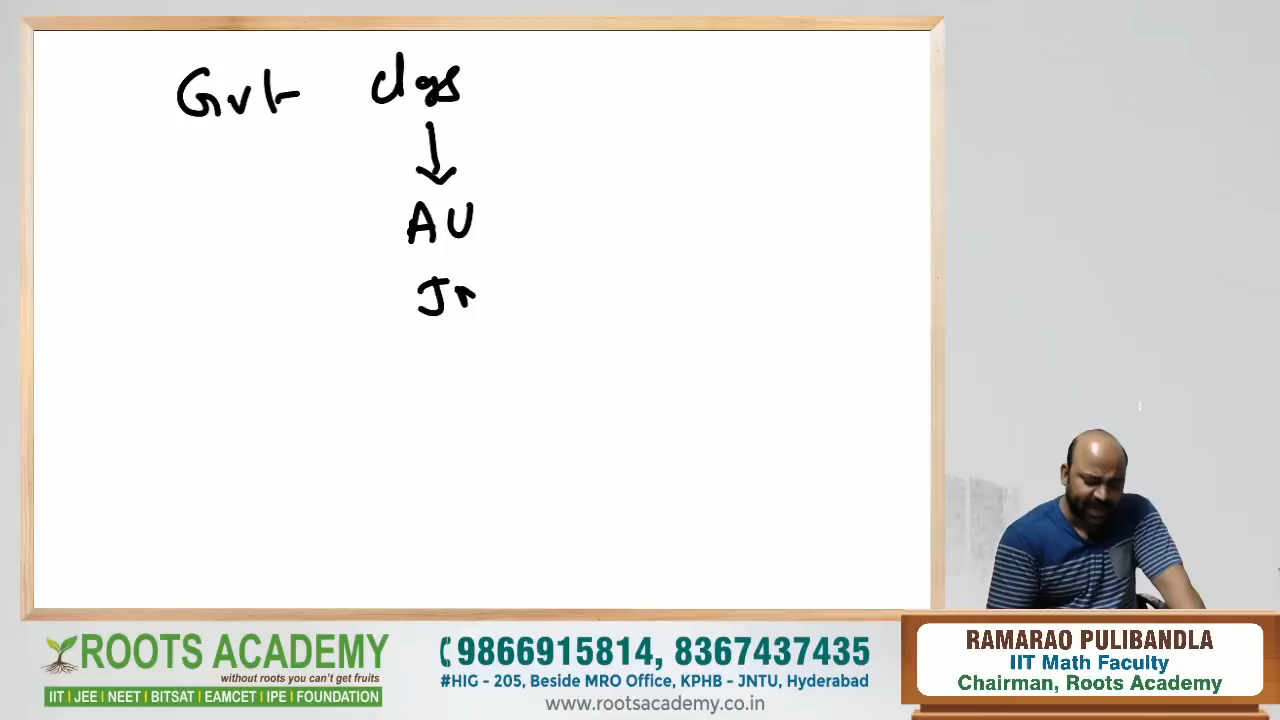 Gvt clgs
AU
Jn
ROOTS ACADEMY
without roots you can't get fruits
IIT | JEE | NEET | BITSAT | EAMCET | IPE | FOUNDATION
9866915814, 8367437435
#HIG - 205, Beside MRO Office, KPHB - JNTU, Hyderabad
www.rootsacademy.co.in
RAMARAO PULIBANDLA
IIT Math Faculty
Chairman, Roots Academy